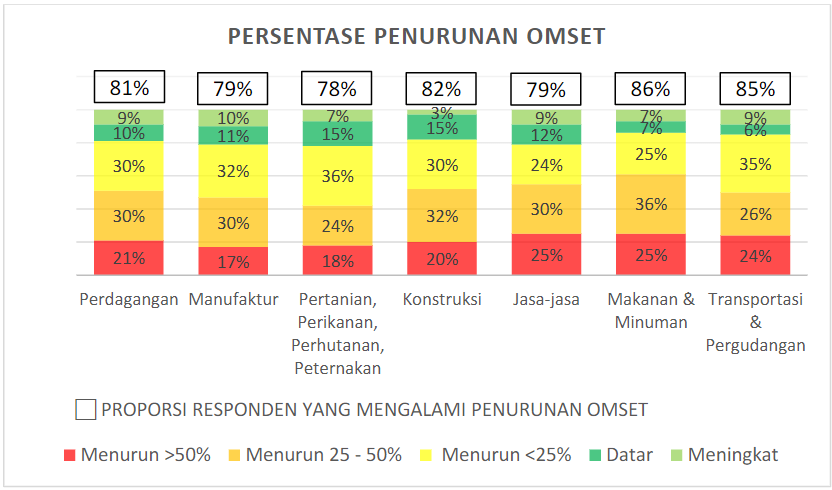 PERSENTASE PENURUNAN OMSET
81% 79% 78% 82% 79% 86% 85%
9% 10% 7% 3% 9% 7% 9%
10% 11% 15% 15% 12% 7% 6%
30% 32% 36% 30% 24% 25% 35%
30% 30% 24% 32% 30% 36% 26%
21% 17% 18% 20% 25% 25% 24%
Perdagangan Manufaktur Pertanian, Konstruksi Jasa-jasa Makanan & Transportasi
Perikanan, Minuman &
Perhutanan, Pergudangan
Peternakan
PROPORSI RESPONDEN YANG MENGALAMI PENURUNAN OMSET
Menurun >50% Menurun 25 - 50% Menurun <25% Datar Meningkat